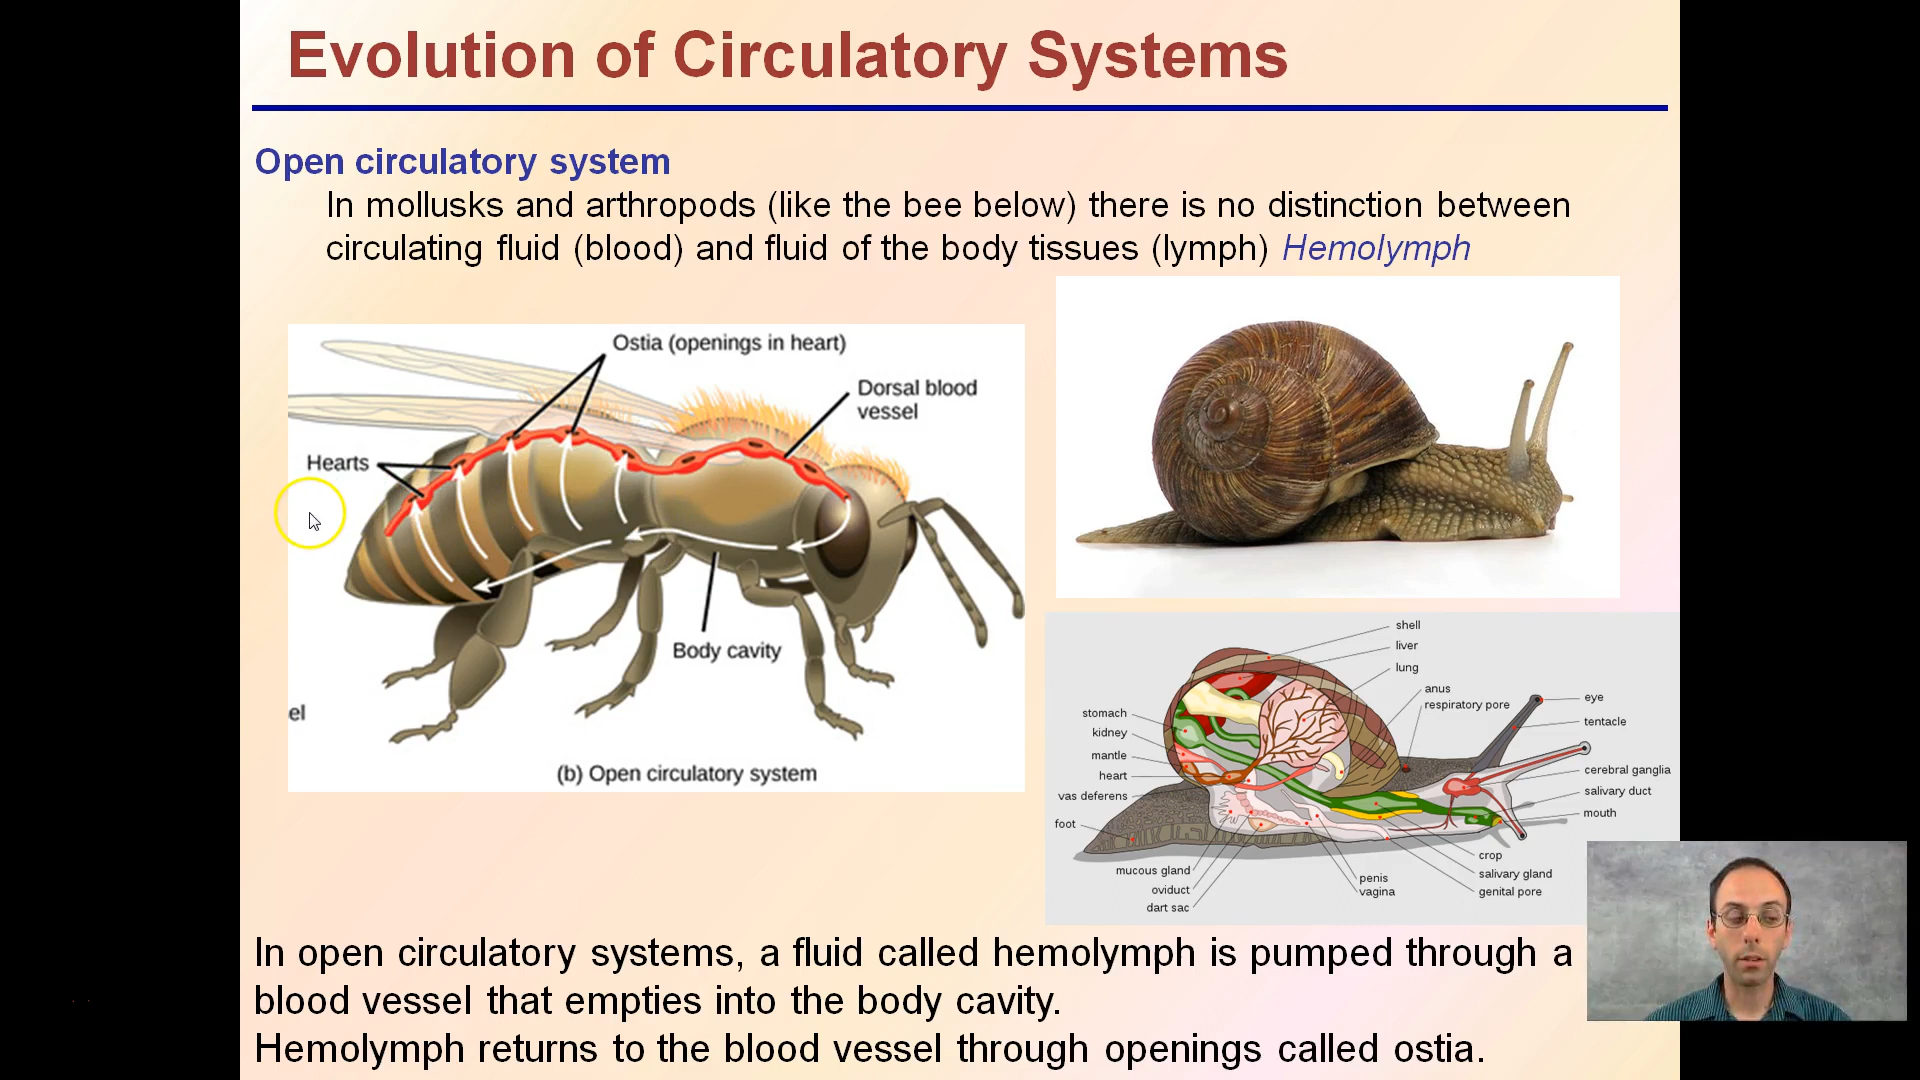 Evolution of Circulatory Systems
Open circulatory system
In mollusks and arthropods (like the bee below) there is no distinction between
circulating fluid (blood) and fluid of the body tissues (lymph) Hemolymph
Ostia (openings in heart)
Dorsal blood
vessel
Hearts
Body cavity
el
(b) Open circulatory system
shell
liver
lung
anus
respiratory pore
eye
tentacle
stomach
kidney
mantle
heart
vas deferens
foot
cerebral ganglia
salivary duct
mouth
mucous gland
oviduct
dart sac
penis
vagina
crop
salivary gland
genital pore
In open circulatory systems, a fluid called hemolymph is pumped through a
blood vessel that empties into the body cavity.
Hemolymph returns to the blood vessel through openings called ostia.